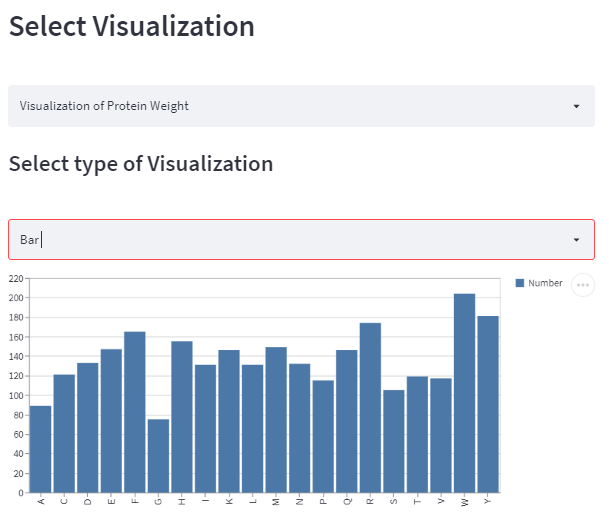 Select Visualization
Visualization of Protein Weight
Select type of Visualization
Bar
Number
220
200
180
160
140
120
100
80
60
40
20
0
A C D E F G H I K L M N P Q R S T V W Y